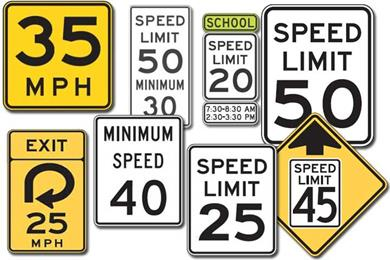 35
MPH
SPEED
LIMIT
50
MINIMUM
30
SCHOOL
SPEED
LIMIT
20
7:30-8:30 AM
2:30-3:30 PM
SPEED
LIMIT
50
EXIT
25
MPH
MINIMUM
SPEED
40
SPEED
LIMIT
25
SPEED
LIMIT
45